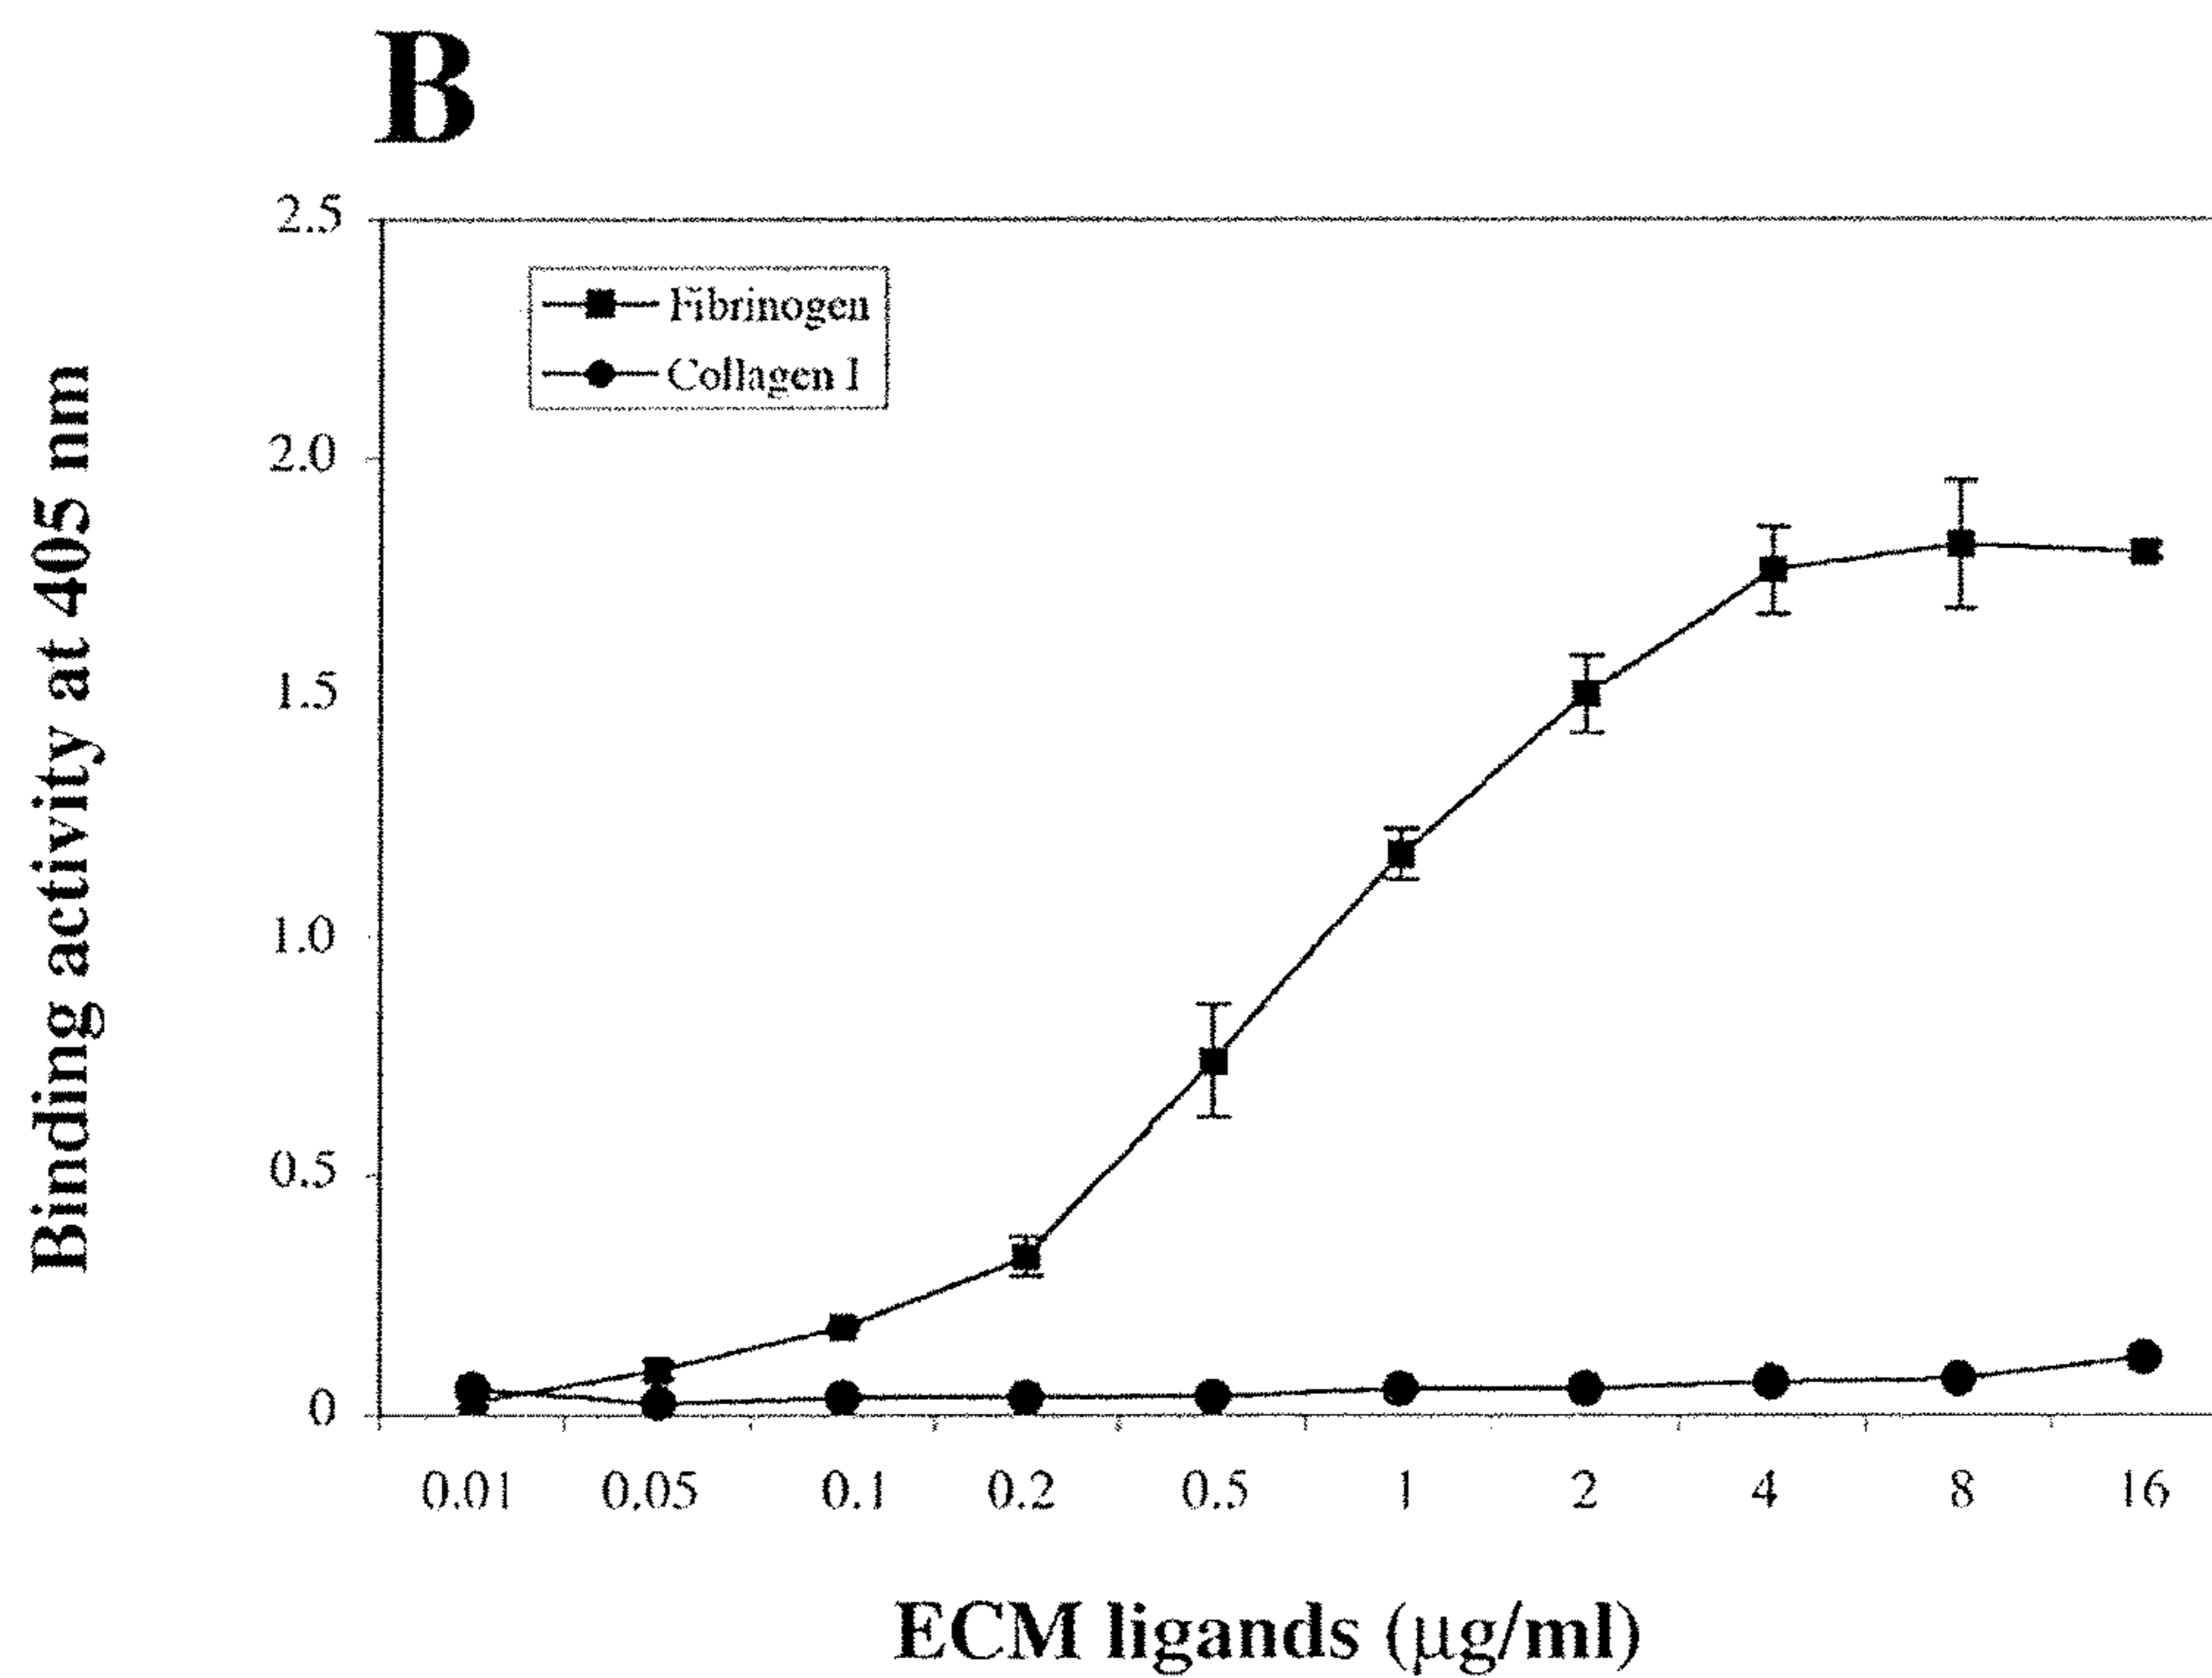 B
2.5
Fibrinogen
Collagen I
2.0
1.5
1.0
0.5
0
Binding activity at 405 nm
0.01 0.05 0.1 0.2 0.5 1 2 4 8 16
ECM ligands (µg/ml)